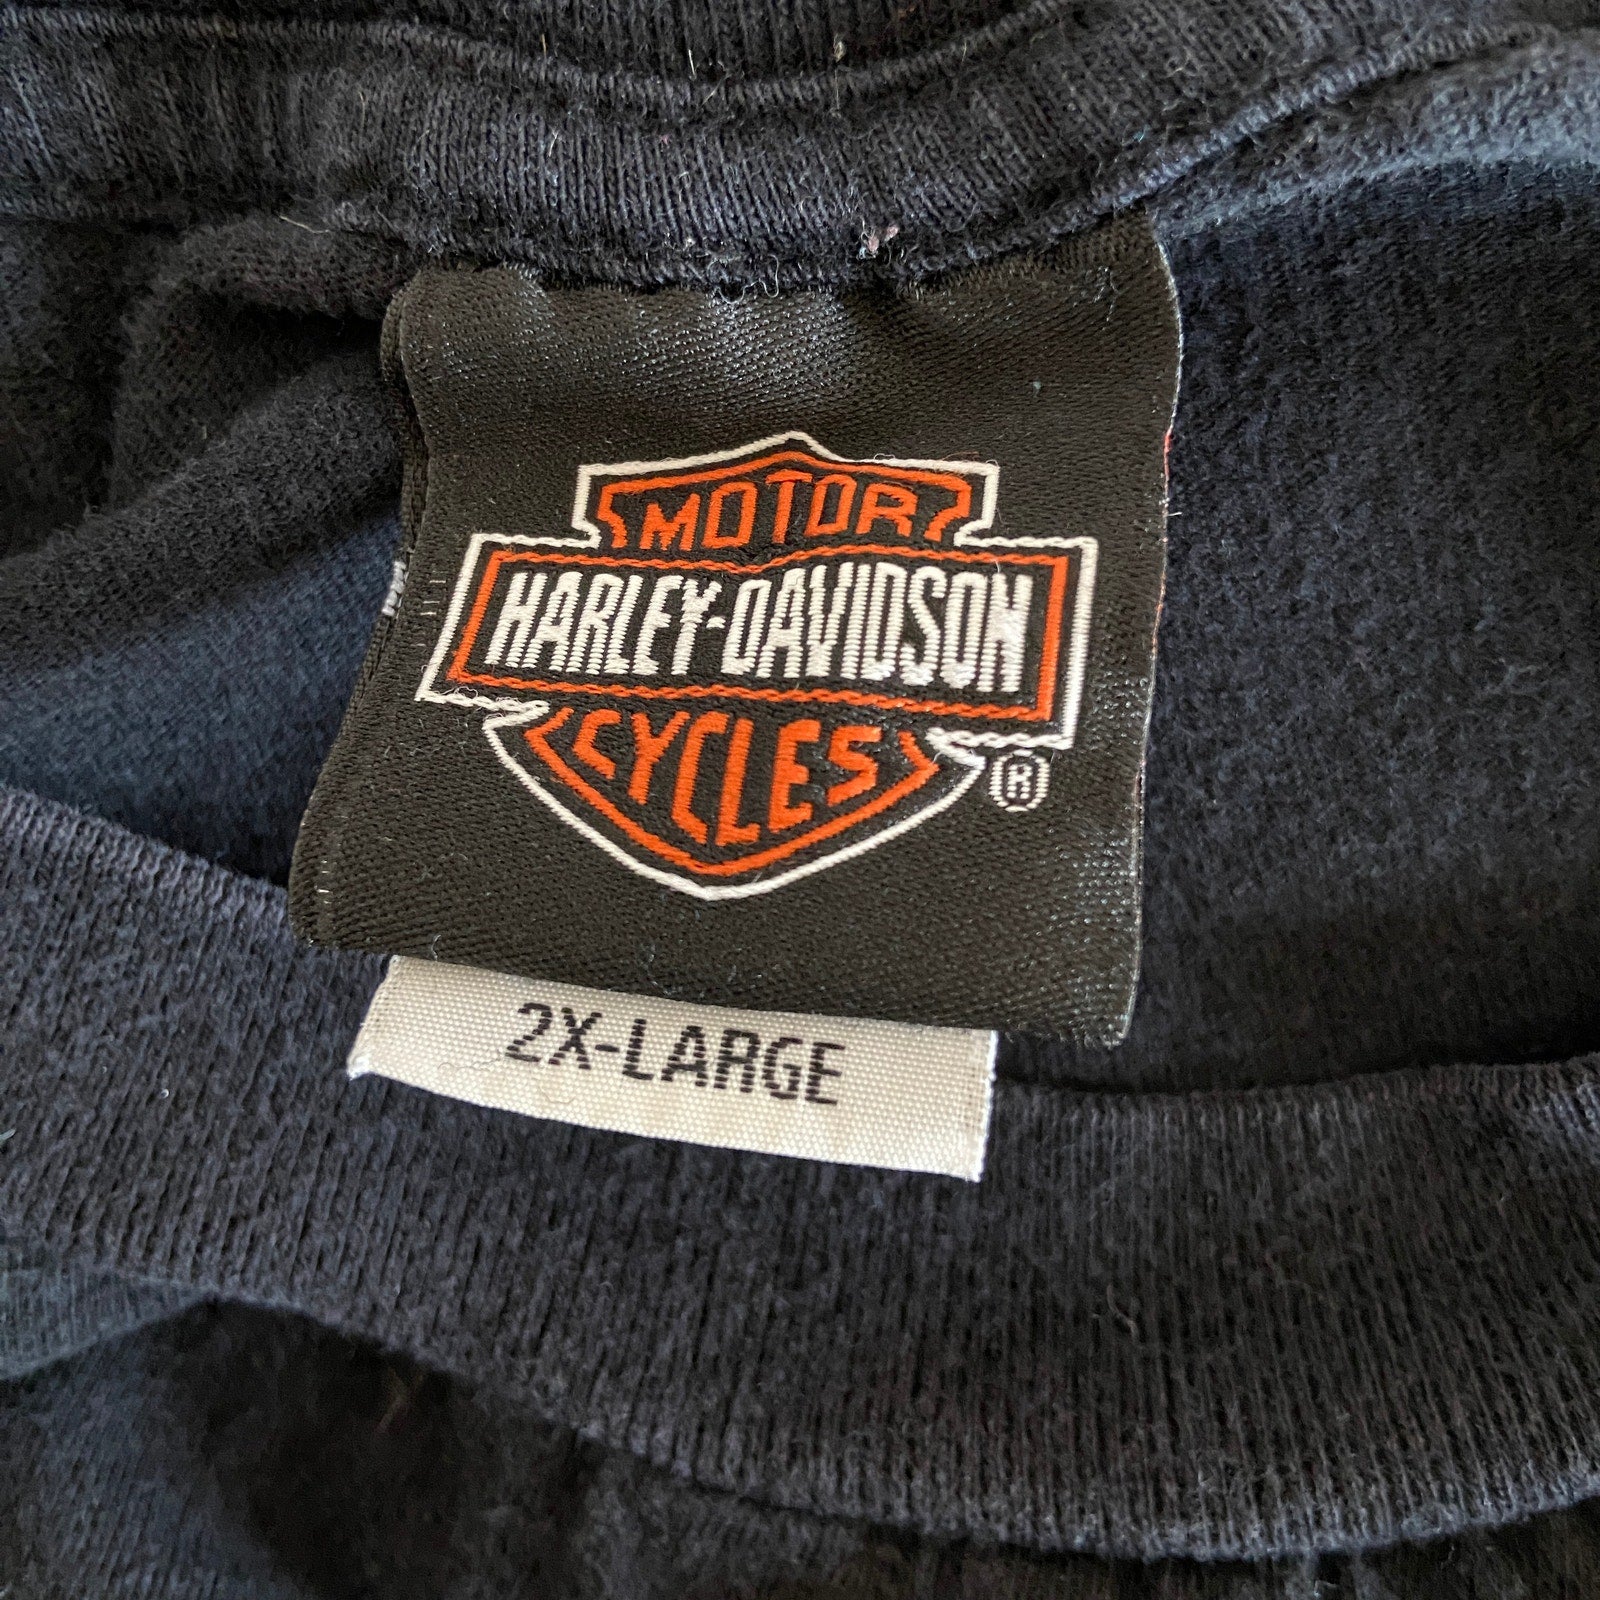 MOTOR
HARLEY-DAVIDSON
CYCLES
®
2X-LARGE